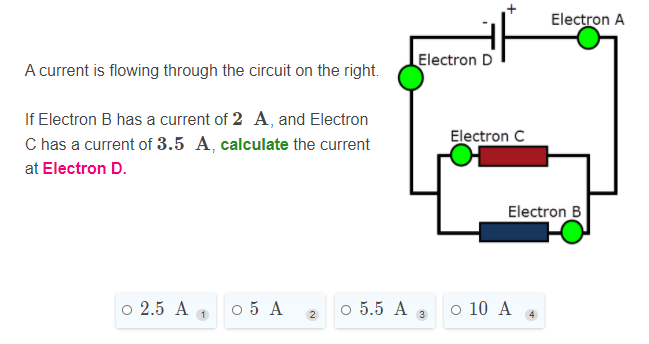 A current is flowing through the circuit on the right.
If Electron B has a current of 2 A, and Electron
C has a current of 3.5 A, calculate the current
at Electron D.
- +
Electron A
Electron D
Electron C
Electron B
2.5 A 1
5 A 2
5.5 A 3
10 A 4